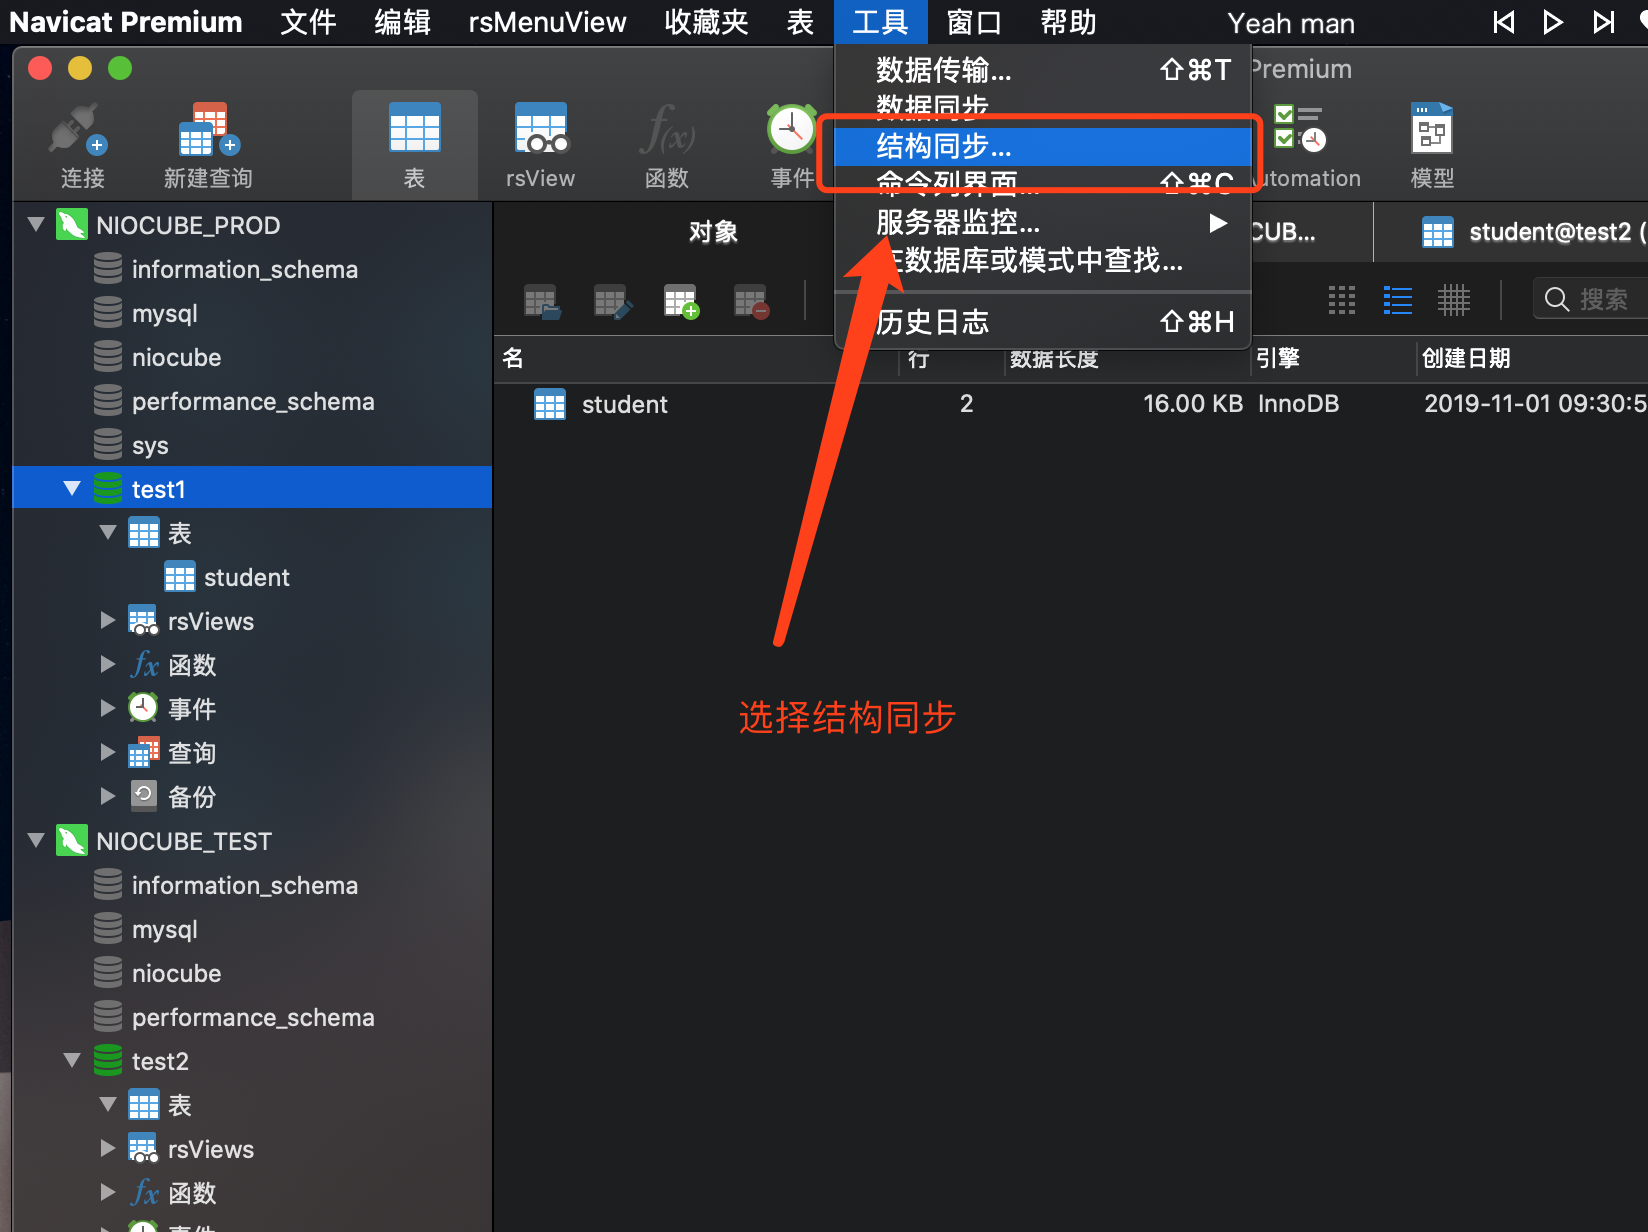 Navicat Premium 文件 编辑 rsMenuView 收藏夹 表 工具 窗口 帮助 Yeah man
数据传输... ⇧⌘T
Premium
数据同步
结构同步...
命令列界面... ⇧⌘C
服务器监控...
数据库或模式中查找...
历史日志 ⇧⌘H
连接 新建查询 表 rsView 函数 事件 utomation 模型
对象 CUB... student@test2 (
搜索
名 行 数据长度 引擎 创建日期
student 2 16.00 KB InnoDB 2019-11-01 09:30:5
NIOCUBE_PROD
information_schema
mysql
niocube
performance_schema
sys
test1
表
student
rsViews
函数
事件
查询
备份
NIOCUBE_TEST
information_schema
mysql
niocube
performance_schema
test2
表
rsViews
函数
事件
选择结构同步